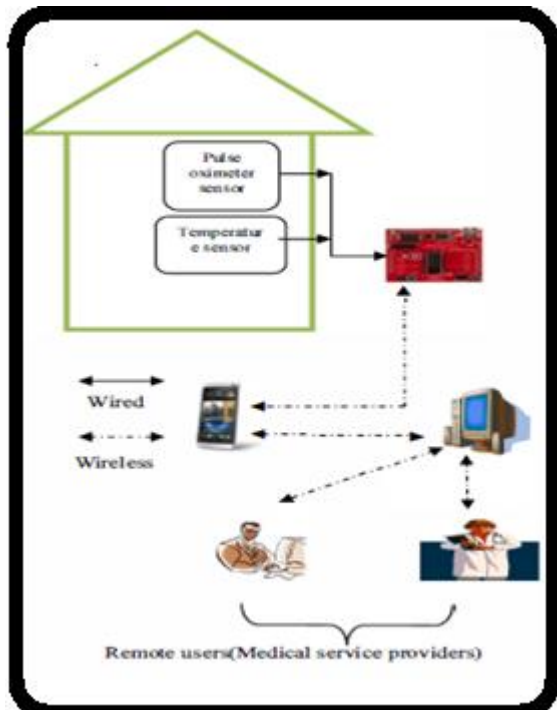 Pulse
oximeter
sensor
Temperatur
e sensor
Wired
Wireless
Remote users(Medical service providers)